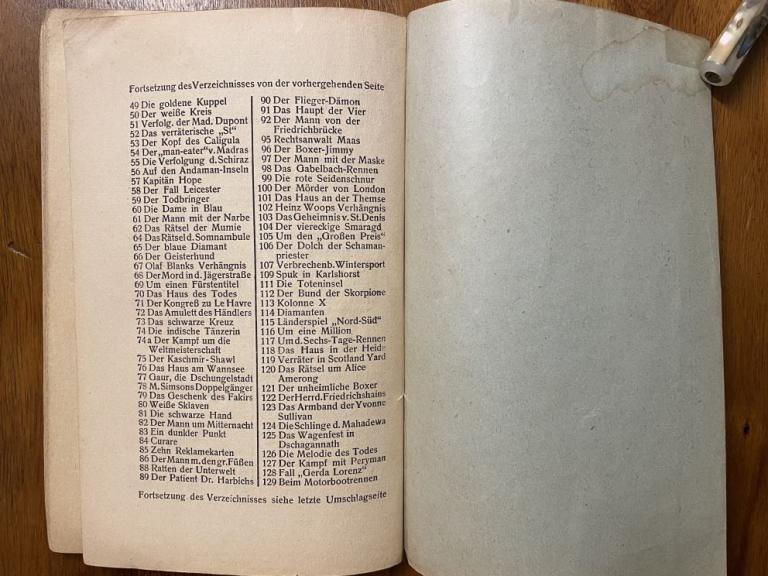 Fortsetzung des Verzeichnisses von der vorhergehenden Seite
49 Die goldene Kuppel
50 Der weiße Kreis
51 Verfolg. der Mad. Dupont
52 Das verräterische „St“
53 Der Kopf des Caligula
54 Der „man-eater“ v. Madras
55 Die Verfolgung d. Schiraz
56 Auf den Andaman-Inseln
57 Kapitän Hope
58 Der Fall Leicester
59 Der Todbringer
60 Die Dame in Blau
61 Der Mann mit der Narbe
62 Das Rätsel der Mumie
64 Das Rätsel d. Somnambule
65 Der blaue Diamant
66 Der Geisterhund
67 Olaf Blanks Verhängnis
68 Der Mord in d. Jägerstraße
69 Um einen Fürstentitel
70 Das Haus des Todes
71 Der Kongreß zu Le Havre
72 Das Amulett des Händlers
73 Das schwarze Kreuz
74 Die indische Tänzerin
74a Der Kampf um die
Weltmeisterschaft
75 Der Kaschmir-Shawl
76 Das Haus am Wannsee
77 Gaur, die Dschungelstadt
78 M. Simsons Doppelgänger
79 Das Geschenk des Fakirs
80 Weiße Sklaven
81 Die schwarze Hand
82 Der Mann um Mitternacht
83 Ein dunkler Punkt
84 Curare
85 Zehn Reklamekarten
86 Der Mann m. den gr. Füßen
88 Ratten der Unterwelt
89 Der Patient Dr. Harbichs
90 Der Flieger-Dämon
91 Das Haupt der Vier
92 Der Mann von der
Friedrichbrücke
95 Rechtsanwalt Maas
96 Der Boxer-Jimmy
97 Der Mann mit der Maske
98 Das Gabelbach-Rennen
99 Die rote Seidenschnur
100 Der Mörder von London
101 Das Haus an der Themse
102 Heinz Woops Verhängnis
103 Das Geheimnis v. St. Denis
104 Der viereckige Smaragd
105 Um den „Großen Preis“
106 Der Dolch der Schaman-
priester
107 Verbrechen b. Wintersport
109 Spuk in Karlshorst
111 Die Toteninsel
112 Der Bund der Skorpione
113 Kolonne X
114 Diamanten
115 Länderspiel „Nord-Süd“
116 Um eine Million
117 Um d. Sechs-Tage-Rennen
118 Das Haus in der Heide
119 Verräter in Scotland Yard
120 Das Rätsel um Alice
Amerong
121 Der unheimliche Boxer
122 Der Herr d. Friedrichshains
123 Das Armband der Yvonne
Sullivan
124 Die Schlinge d. Mahadewa
125 Das Wagenfest in
Dschagannath
126 Die Melodie des Todes
127 Der Kampf mit Peryman
128 Fall „Gerda Lorenz“
129 Beim Motorbootrennen
Fortsetzung des Verzeichnisses siehe letzte Umschlagseite